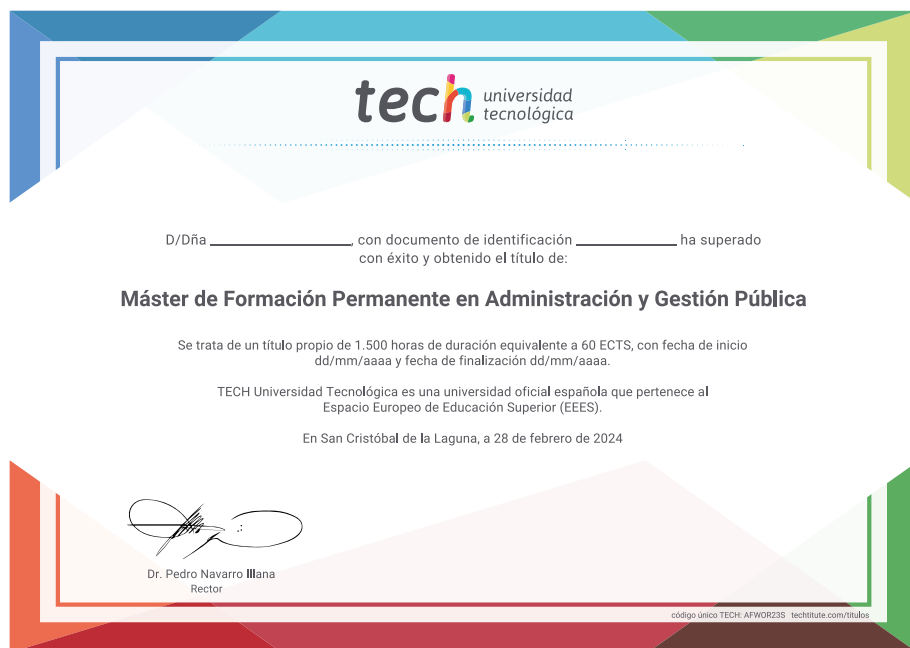 tech universidad
tecnológica
D/Dña ____________________, con documento de identificación ______________ ha superado
con éxito y obtenido el título de:
Máster de Formación Permanente en Administración y Gestión Pública
Se trata de un título propio de 1.500 horas de duración equivalente a 60 ECTS, con fecha de inicio
dd/mm/aaaa y fecha de finalización dd/mm/aaaa.
TECH Universidad Tecnológica es una universidad oficial española que pertenece al
Espacio Europeo de Educación Superior (EEES).
En San Cristóbal de la Laguna, a 28 de febrero de 2024
Dr. Pedro Navarro Illana
Rector
código único TECH: AFWOR23S techtitute.com/titulos